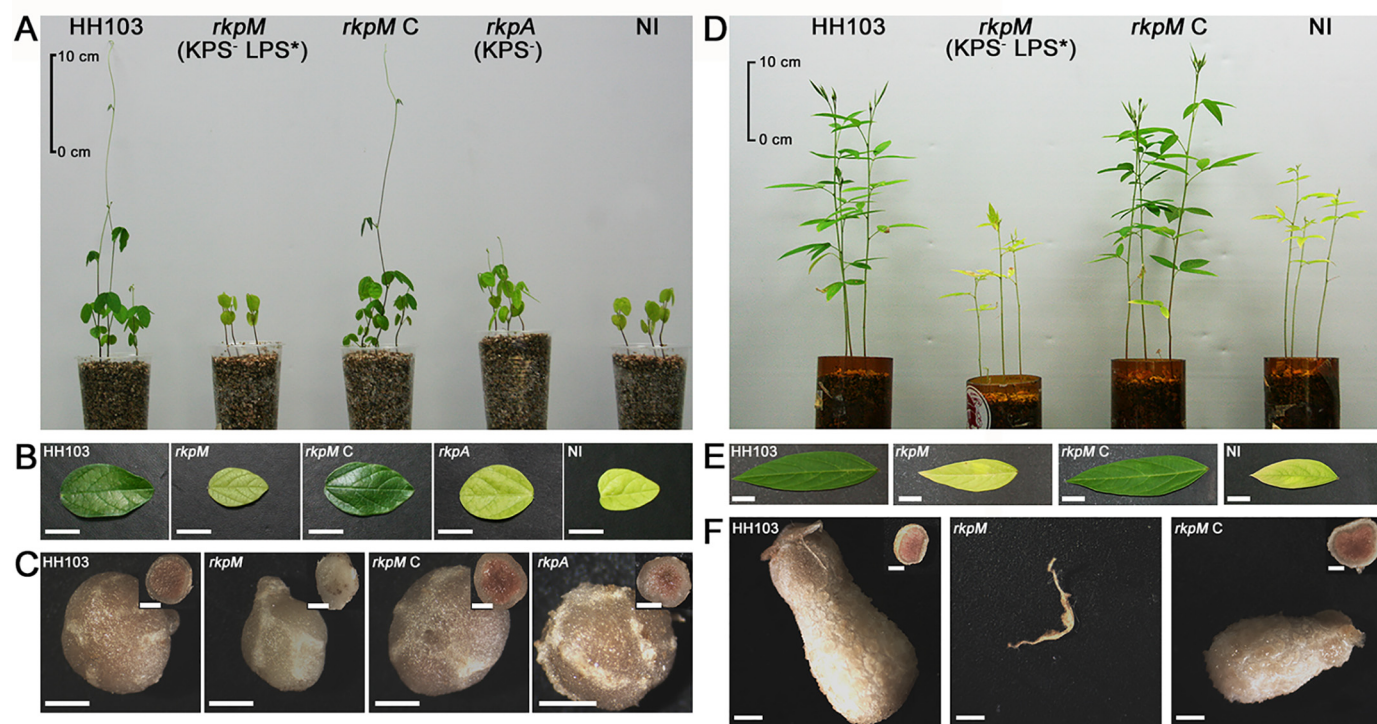 A
HH103
rkpM
(KPS- LPS*)
rkpM C
rkpA
(KPS-)
NI
10 cm
0 cm
D
HH103
rkpM
(KPS- LPS*)
rkpM C
NI
10 cm
0 cm
B
HH103
rkpM
rkpM C
rkpA
NI
C
HH103
rkpM
rkpM C
rkpA
E
HH103
rkpM
rkpM C
NI
F
HH103
rkpM
rkpM C